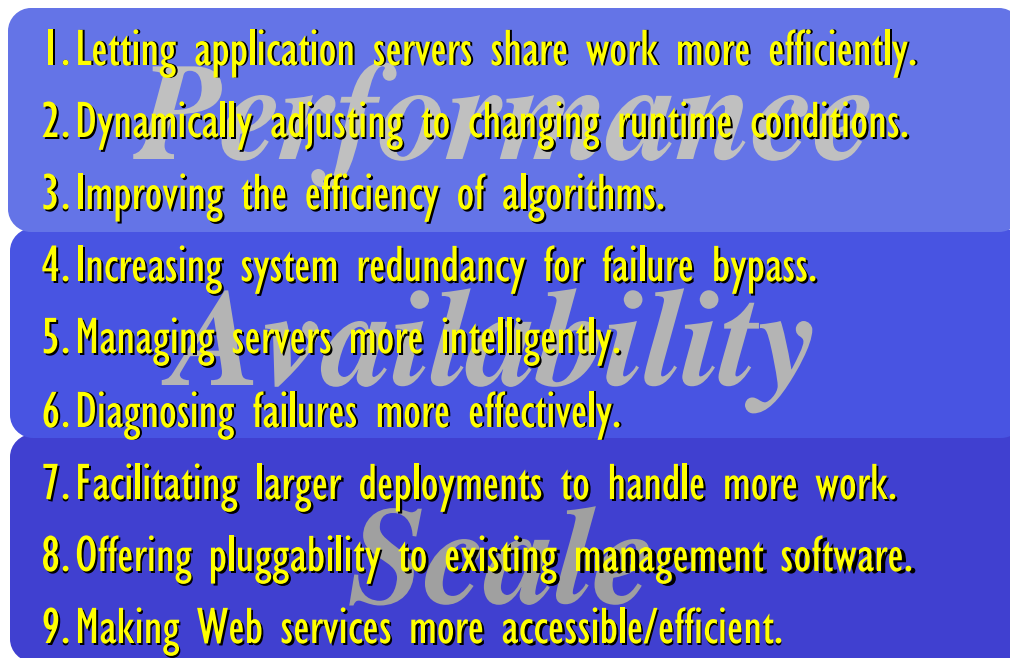 1. Letting application servers share work more efficiently.
Performance
2. Dynamically adjusting to changing runtime conditions.
3. Improving the efficiency of algorithms.
4. Increasing system redundancy for failure bypass.
Availability
5. Managing servers more intelligently.
6. Diagnosing failures more effectively.
7. Facilitating larger deployments to handle more work.
Scale
8. Offering pluggability to existing management software.
9. Making Web services more accessible/efficient.